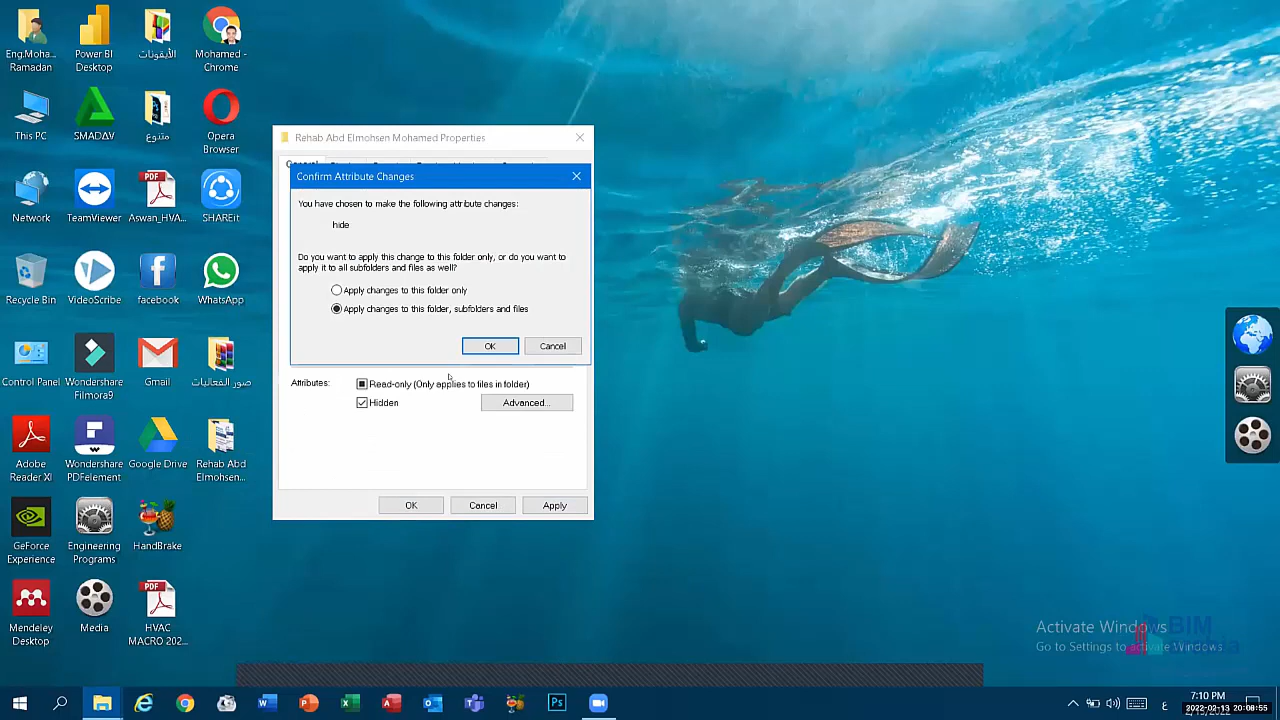 Eng.Moha...
Ramadan
Power BI
Desktop
الأيقونات
Mohamed -
Chrome
This PC
SMADAV
متنوع
Opera
Browser
Network
TeamViewer
PDF
Aswan_HVA...
SHAREit
Recycle Bin
VideoScribe
facebook
WhatsApp
Control Panel
Wondershare
Filmora9
Gmail
صور الفعاليات
Adobe
Reader XI
Wondershare
PDFelement
Google Drive
Rehab Abd
Elmohsen...
GeForce
Experience
Engineering
Programs
HandBrake
Mendeley
Desktop
Media
PDF
HVAC
MACRO 202...
Rehab Abd Elmohsen Mohamed Properties
Confirm Attribute Changes
You have chosen to make the following attribute changes:
hide
Do you want to apply this change to this folder only, or do you want to
apply it to all subfolders and files as well?
Apply changes to this folder only
Apply changes to this folder, subfolders and files
OK Cancel
Attributes:
Read-only (Only applies to files in folder)
Hidden
Advanced...
OK Cancel Apply
Activate Windows
Go to Settings to activate Windows.
BIM
ع
7:10 PM
2022-02-13 20:08:55